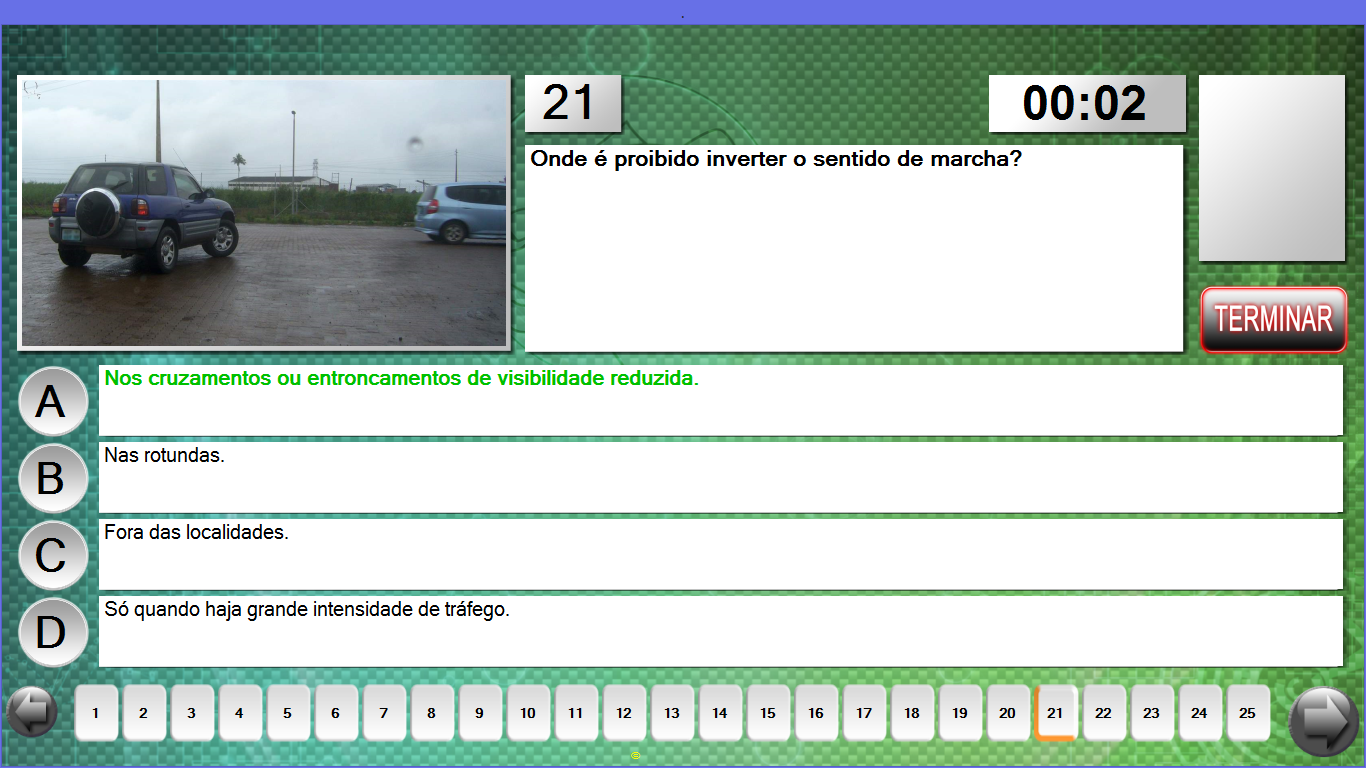 21
00:02
Onde é proibido inverter o sentido de marcha?
TERMINAR
A
Nos cruzamentos ou entroncamentos de visibilidade reduzida.
B
Nas rotundas.
C
Fora das localidades.
D
Só quando haja grande intensidade de tráfego.
1 2 3 4 5 6 7 8 9 10 11 12 13 14 15 16 17 18 19 20 21 22 23 24 25
©